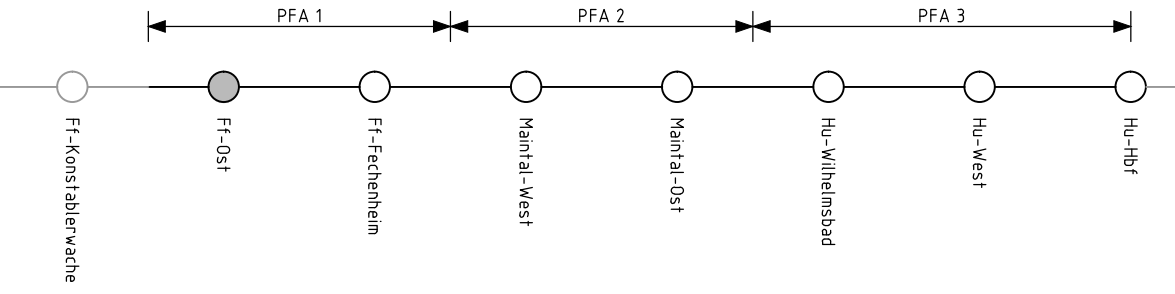 PFA 1
PFA 2
PFA 3
Ff-Konstablerwache
Ff-Ost
Ff-Fechenheim
Maintal-West
Maintal-Ost
Hu-Wilhelmsbad
Hu-West
Hu-Hbf